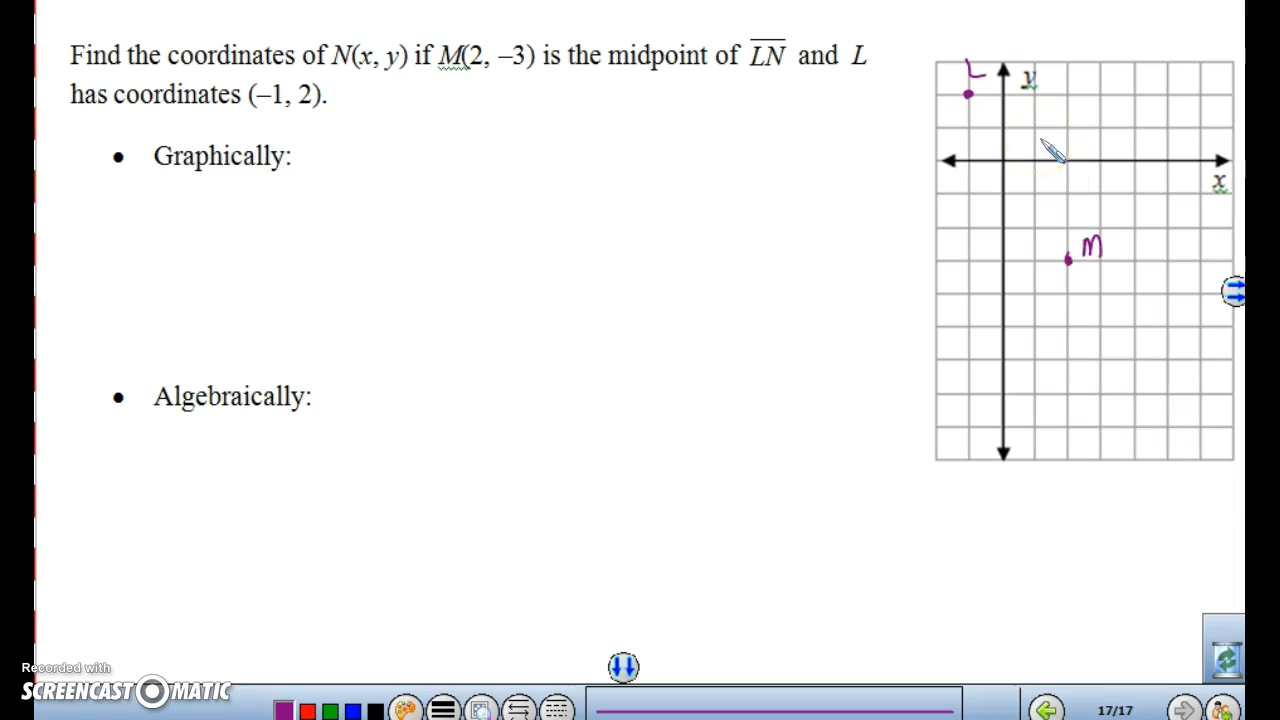 Find the coordinates of N(x, y) if M(2, –3) is the midpoint of LN and L
has coordinates (–1, 2).
• Graphically:
• Algebraically:
L
y
x
M
Recorded with
SCREENCAST O MATIC
17/17